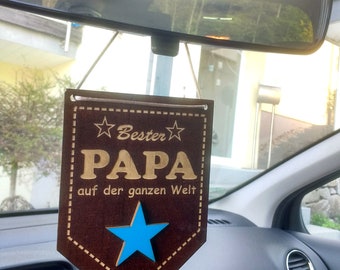 Bester
PAPA
auf der ganzen Welt